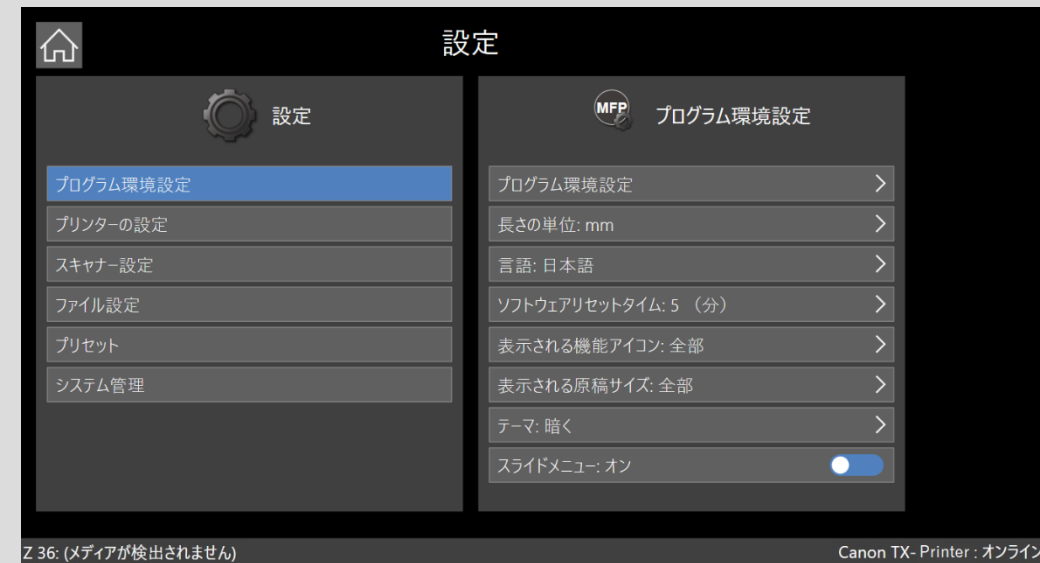 設定
設定
プログラム環境設定
プリンターの設定
スキャナー設定
ファイル設定
プリセット
システム管理
MFP
プログラム環境設定
プログラム環境設定
長さの単位: mm
言語: 日本語
ソフトウェアリセットタイム: 5 （分）
表示される機能アイコン: 全部
表示される原稿サイズ: 全部
テーマ: 暗く
スライドメニュー: オン
Z 36: (メディアが検出されません)
Canon TX- Printer : オンライン